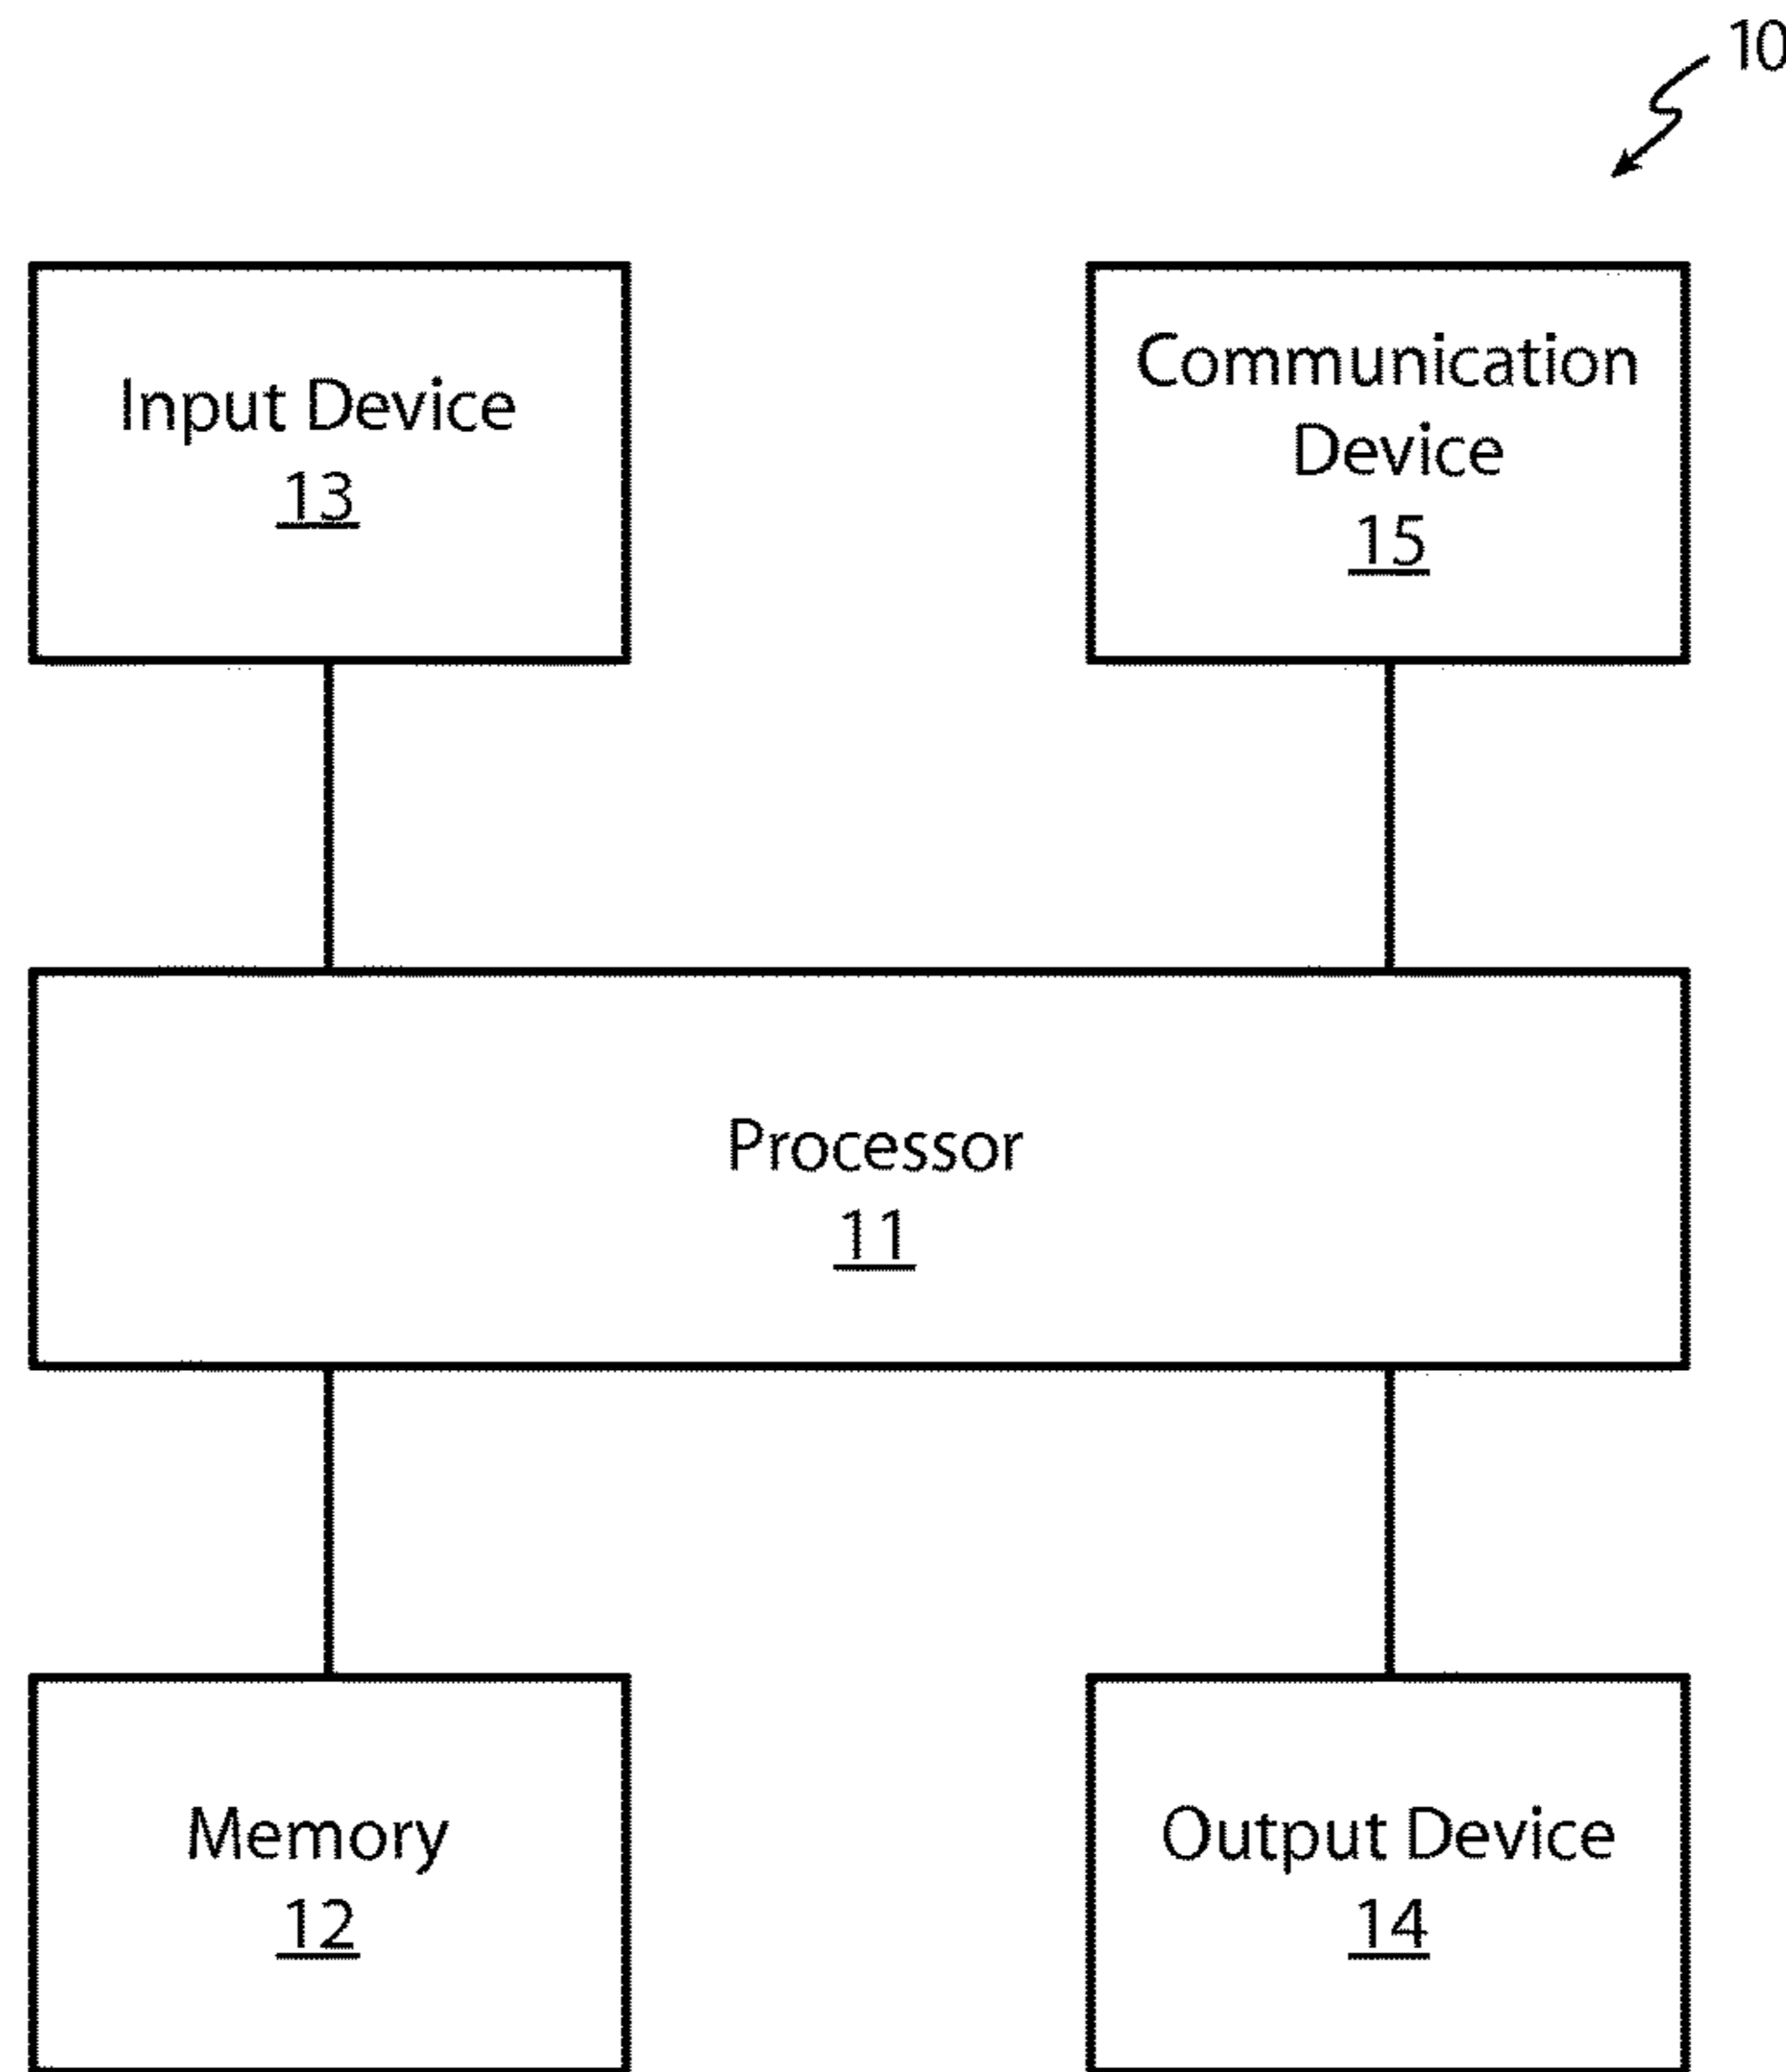 10
Input Device
13
Communication
Device
15
Processor
11
Memory
12
Output Device
14